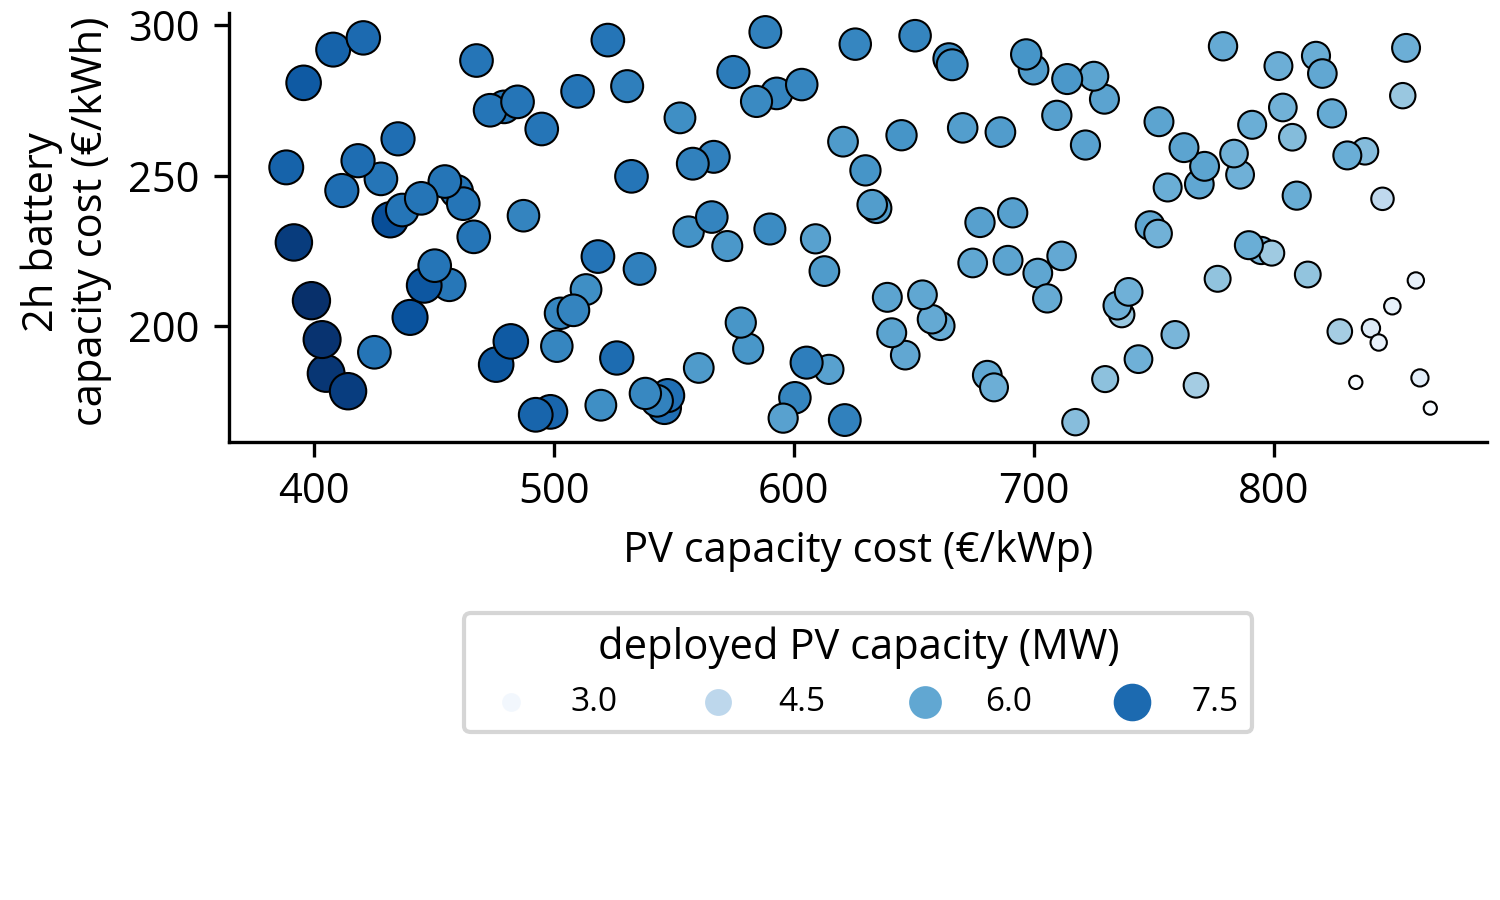 2h battery
capacity cost (€/kWh)
300
250
200
400 500 600 700 800
PV capacity cost (€/kWp)
deployed PV capacity (MW)
3.0 4.5 6.0 7.5